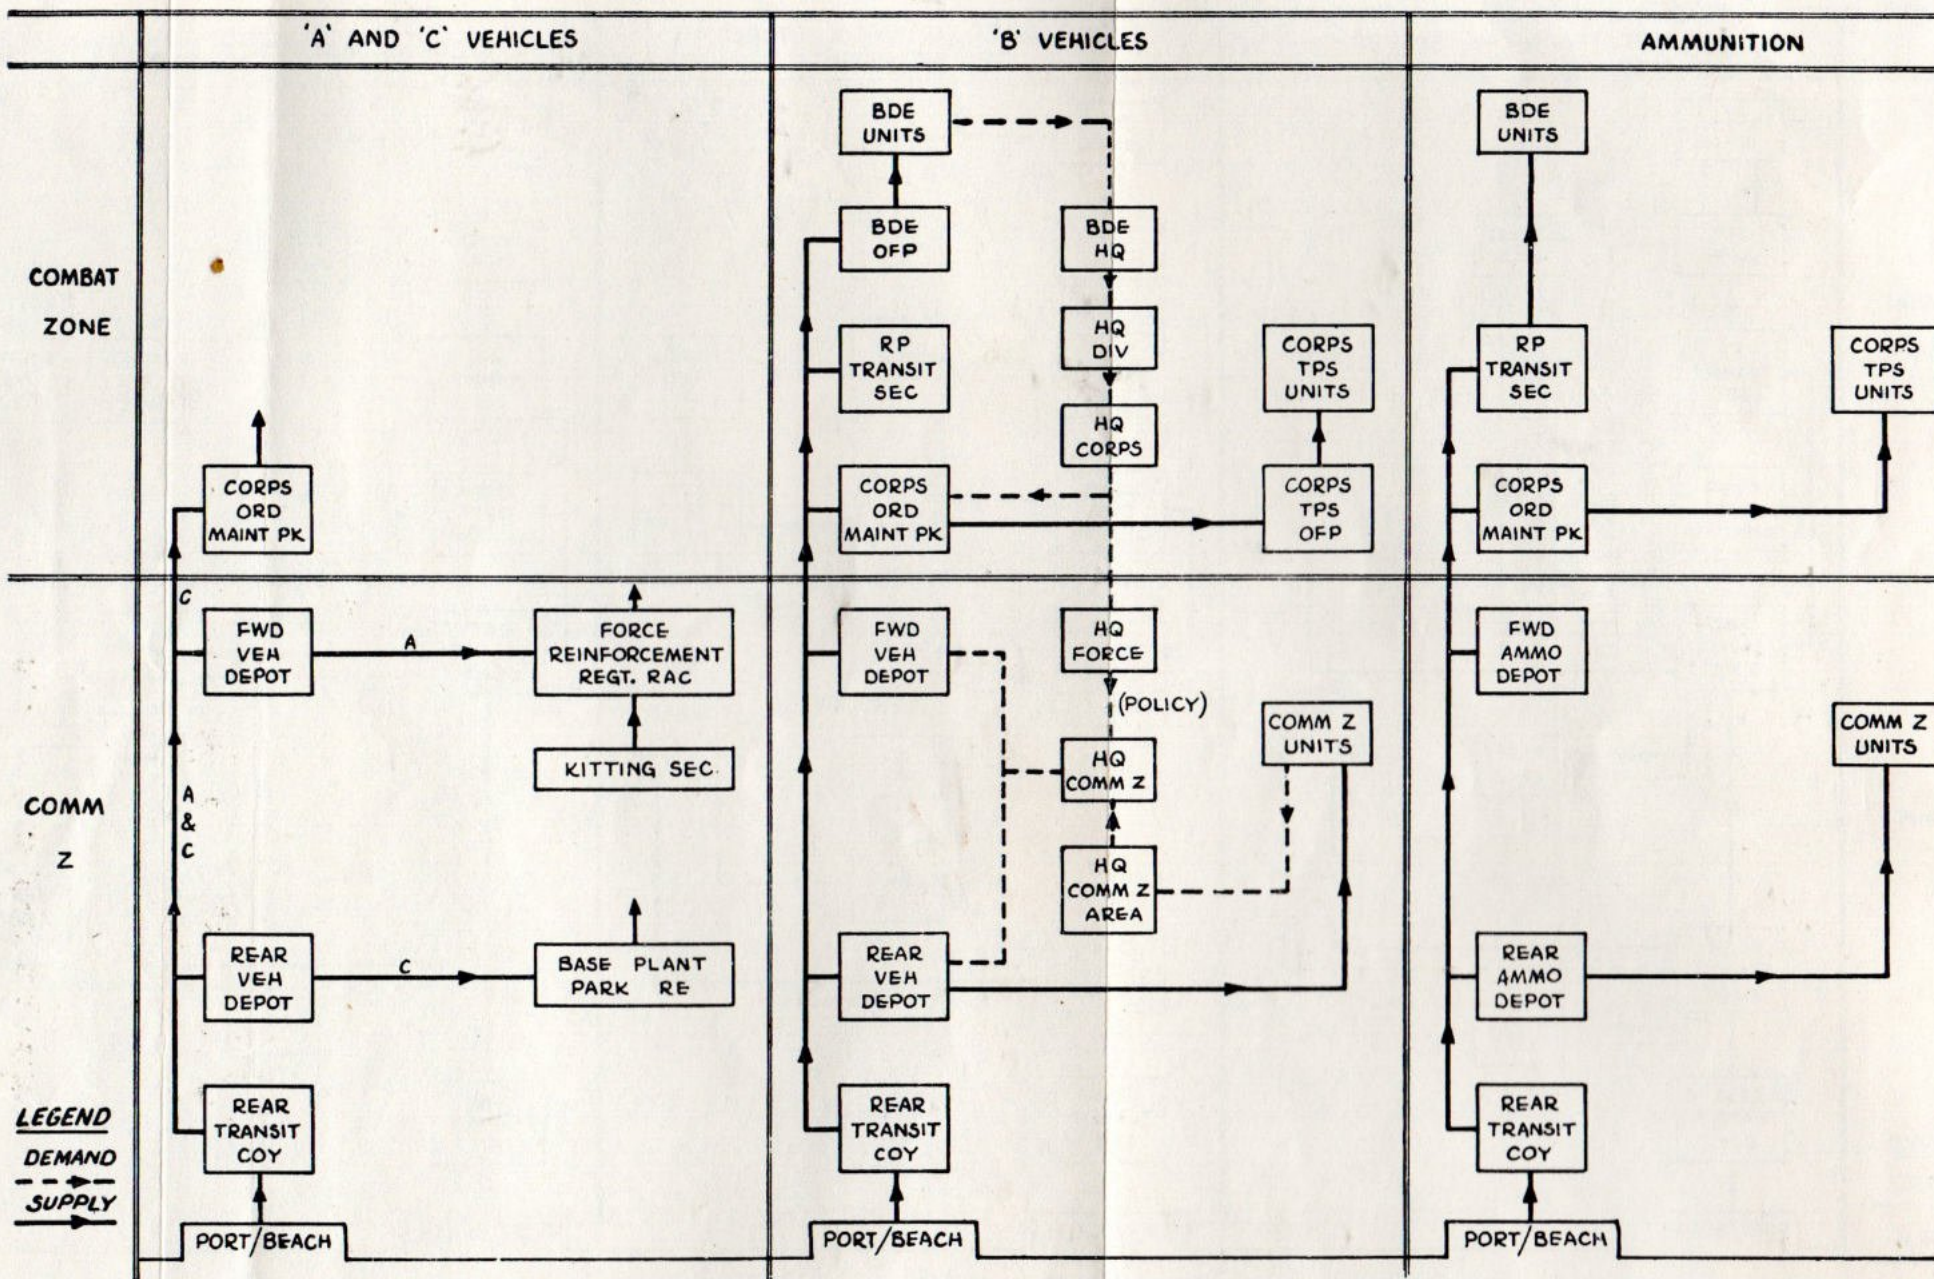 'A' AND 'C' VEHICLES
'B' VEHICLES
AMMUNITION
COMBAT
ZONE
COMM
Z
LEGEND
DEMAND
SUPPLY
CORPS
ORD
MAINT PK
C
FWD
VEH
DEPOT
A
FORCE
REINFORCEMENT
REGT. RAC
KITTING SEC.
A
&
C
REAR
VEH
DEPOT
C
BASE PLANT
PARK RE
REAR
TRANSIT
COY
PORT/BEACH
BDE
UNITS
BDE
OFP
BDE
HQ
RP
TRANSIT
SEC
HQ
DIV
CORPS
TPS
UNITS
HQ
CORPS
CORPS
ORD
MAINT PK
CORPS
TPS
OFP
FWD
VEH
DEPOT
HQ
FORCE
(POLICY)
HQ
COMM Z
COMM Z
UNITS
HQ
COMM Z
AREA
REAR
VEH
DEPOT
REAR
TRANSIT
COY
PORT/BEACH
BDE
UNITS
RP
TRANSIT
SEC
CORPS
TPS
UNITS
CORPS
ORD
MAINT PK
FWD
AMMO
DEPOT
COMM Z
UNITS
REAR
AMMO
DEPOT
REAR
TRANSIT
COY
PORT/BEACH